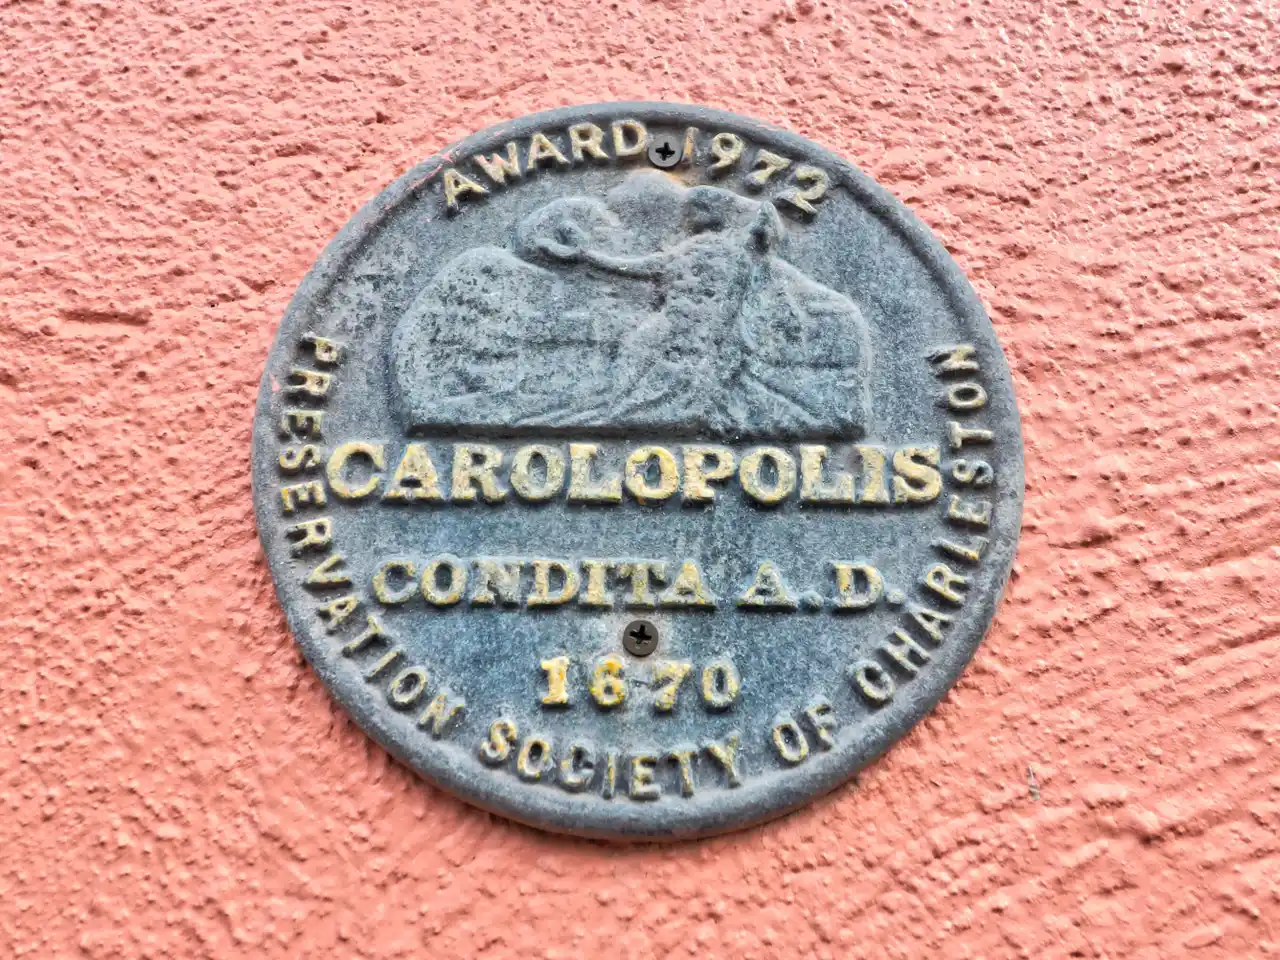 AWARD 1972
CAROLOPOLIS
CONDITA A.D.
1670
PRESERVATION SOCIETY OF CHARLESTON